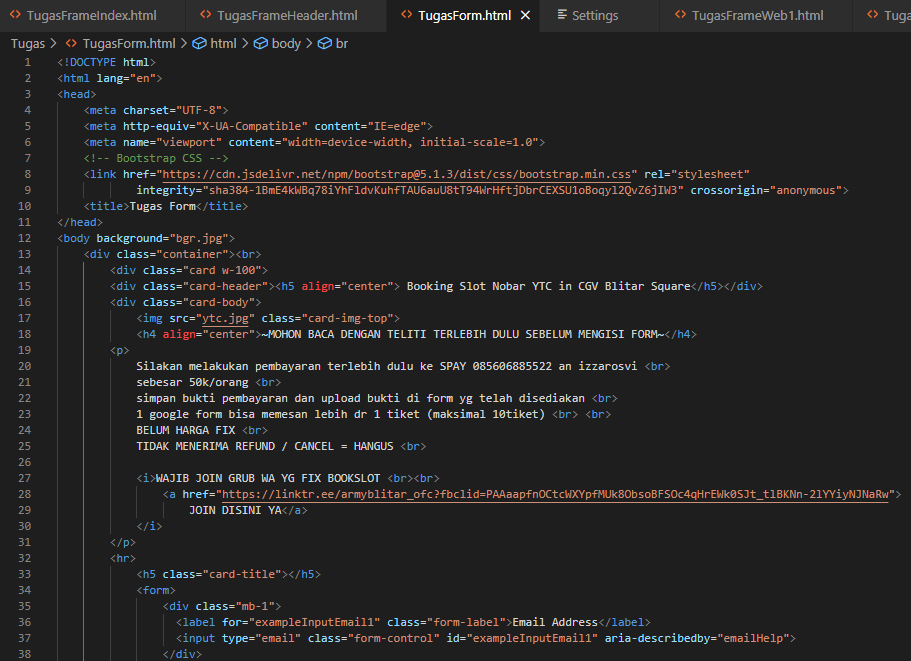 TugasFrameIndex.html TugasFrameHeader.html TugasForm.html Settings TugasFrameWeb1.html Tuga
Tugas > TugasForm.html > html > body > br
1 <!DOCTYPE html>
2 <html lang="en">
3 <head>
4 <meta charset="UTF-8">
5 <meta http-equiv="X-UA-Compatible" content="IE=edge">
6 <meta name="viewport" content="width=device-width, initial-scale=1.0">
7 <!-- Bootstrap CSS -->
8 <link href="https://cdn.jsdelivr.net/npm/bootstrap@5.1.3/dist/css/bootstrap.min.css" rel="stylesheet"
9 integrity="sha384-1BmE4kWBq78iYhFldvKuhfTAU6auU8tT94WrHftjDbrCEXSU1oBoqyl2QvZ6jIW3" crossorigin="anonymous">
10 <title>Tugas Form</title>
11 </head>
12 <body background="bgr.jpg">
13 <div class="container"><br>
14 <div class="card w-100">
15 <div class="card-header"><h5 align="center"> Booking Slot Nobar YTC in CGV Blitar Square</h5></div>
16 <div class="card-body">
17 <img src="ytc.jpg" class="card-img-top">
18 <h4 align="center">~MOHON BACA DENGAN TELITI TERLEBIH DULU SEBELUM MENGISI FORM~</h4>
19 <p>
20 Silakan melakukan pembayaran terlebih dulu ke SPAY 085606885522 an izzarosvi <br>
21 sebesar 50k/orang <br>
22 simpan bukti pembayaran dan upload bukti di form yg telah disediakan <br>
23 1 google form bisa memesan lebih dr 1 tiket (maksimal 10tiket) <br> <br>
24 BELUM HARGA FIX <br>
25 TIDAK MENERIMA REFUND / CANCEL = HANGUS <br>
26
27 <i>WAJIB JOIN GRUB WA YG FIX BOOKSLOT <br><br>
28 <a href="https://linktr.ee/armyblitar_ofc?fbclid=PAAaapfnOCtcWXYpfMUk8ObsoBFSOc4qHrEWk0SJt_tlBKNn-2lYYiyNJNaRw">
29 JOIN DISINI YA</a>
30 </i>
31 </p>
32 <hr>
33 <h5 class="card-title"></h5>
34 <form>
35 <div class="mb-1">
36 <label for="exampleInputEmail1" class="form-label">Email Address</label>
37 <input type="email" class="form-control" id="exampleInputEmail1" aria-describedby="emailHelp">
38 </div>